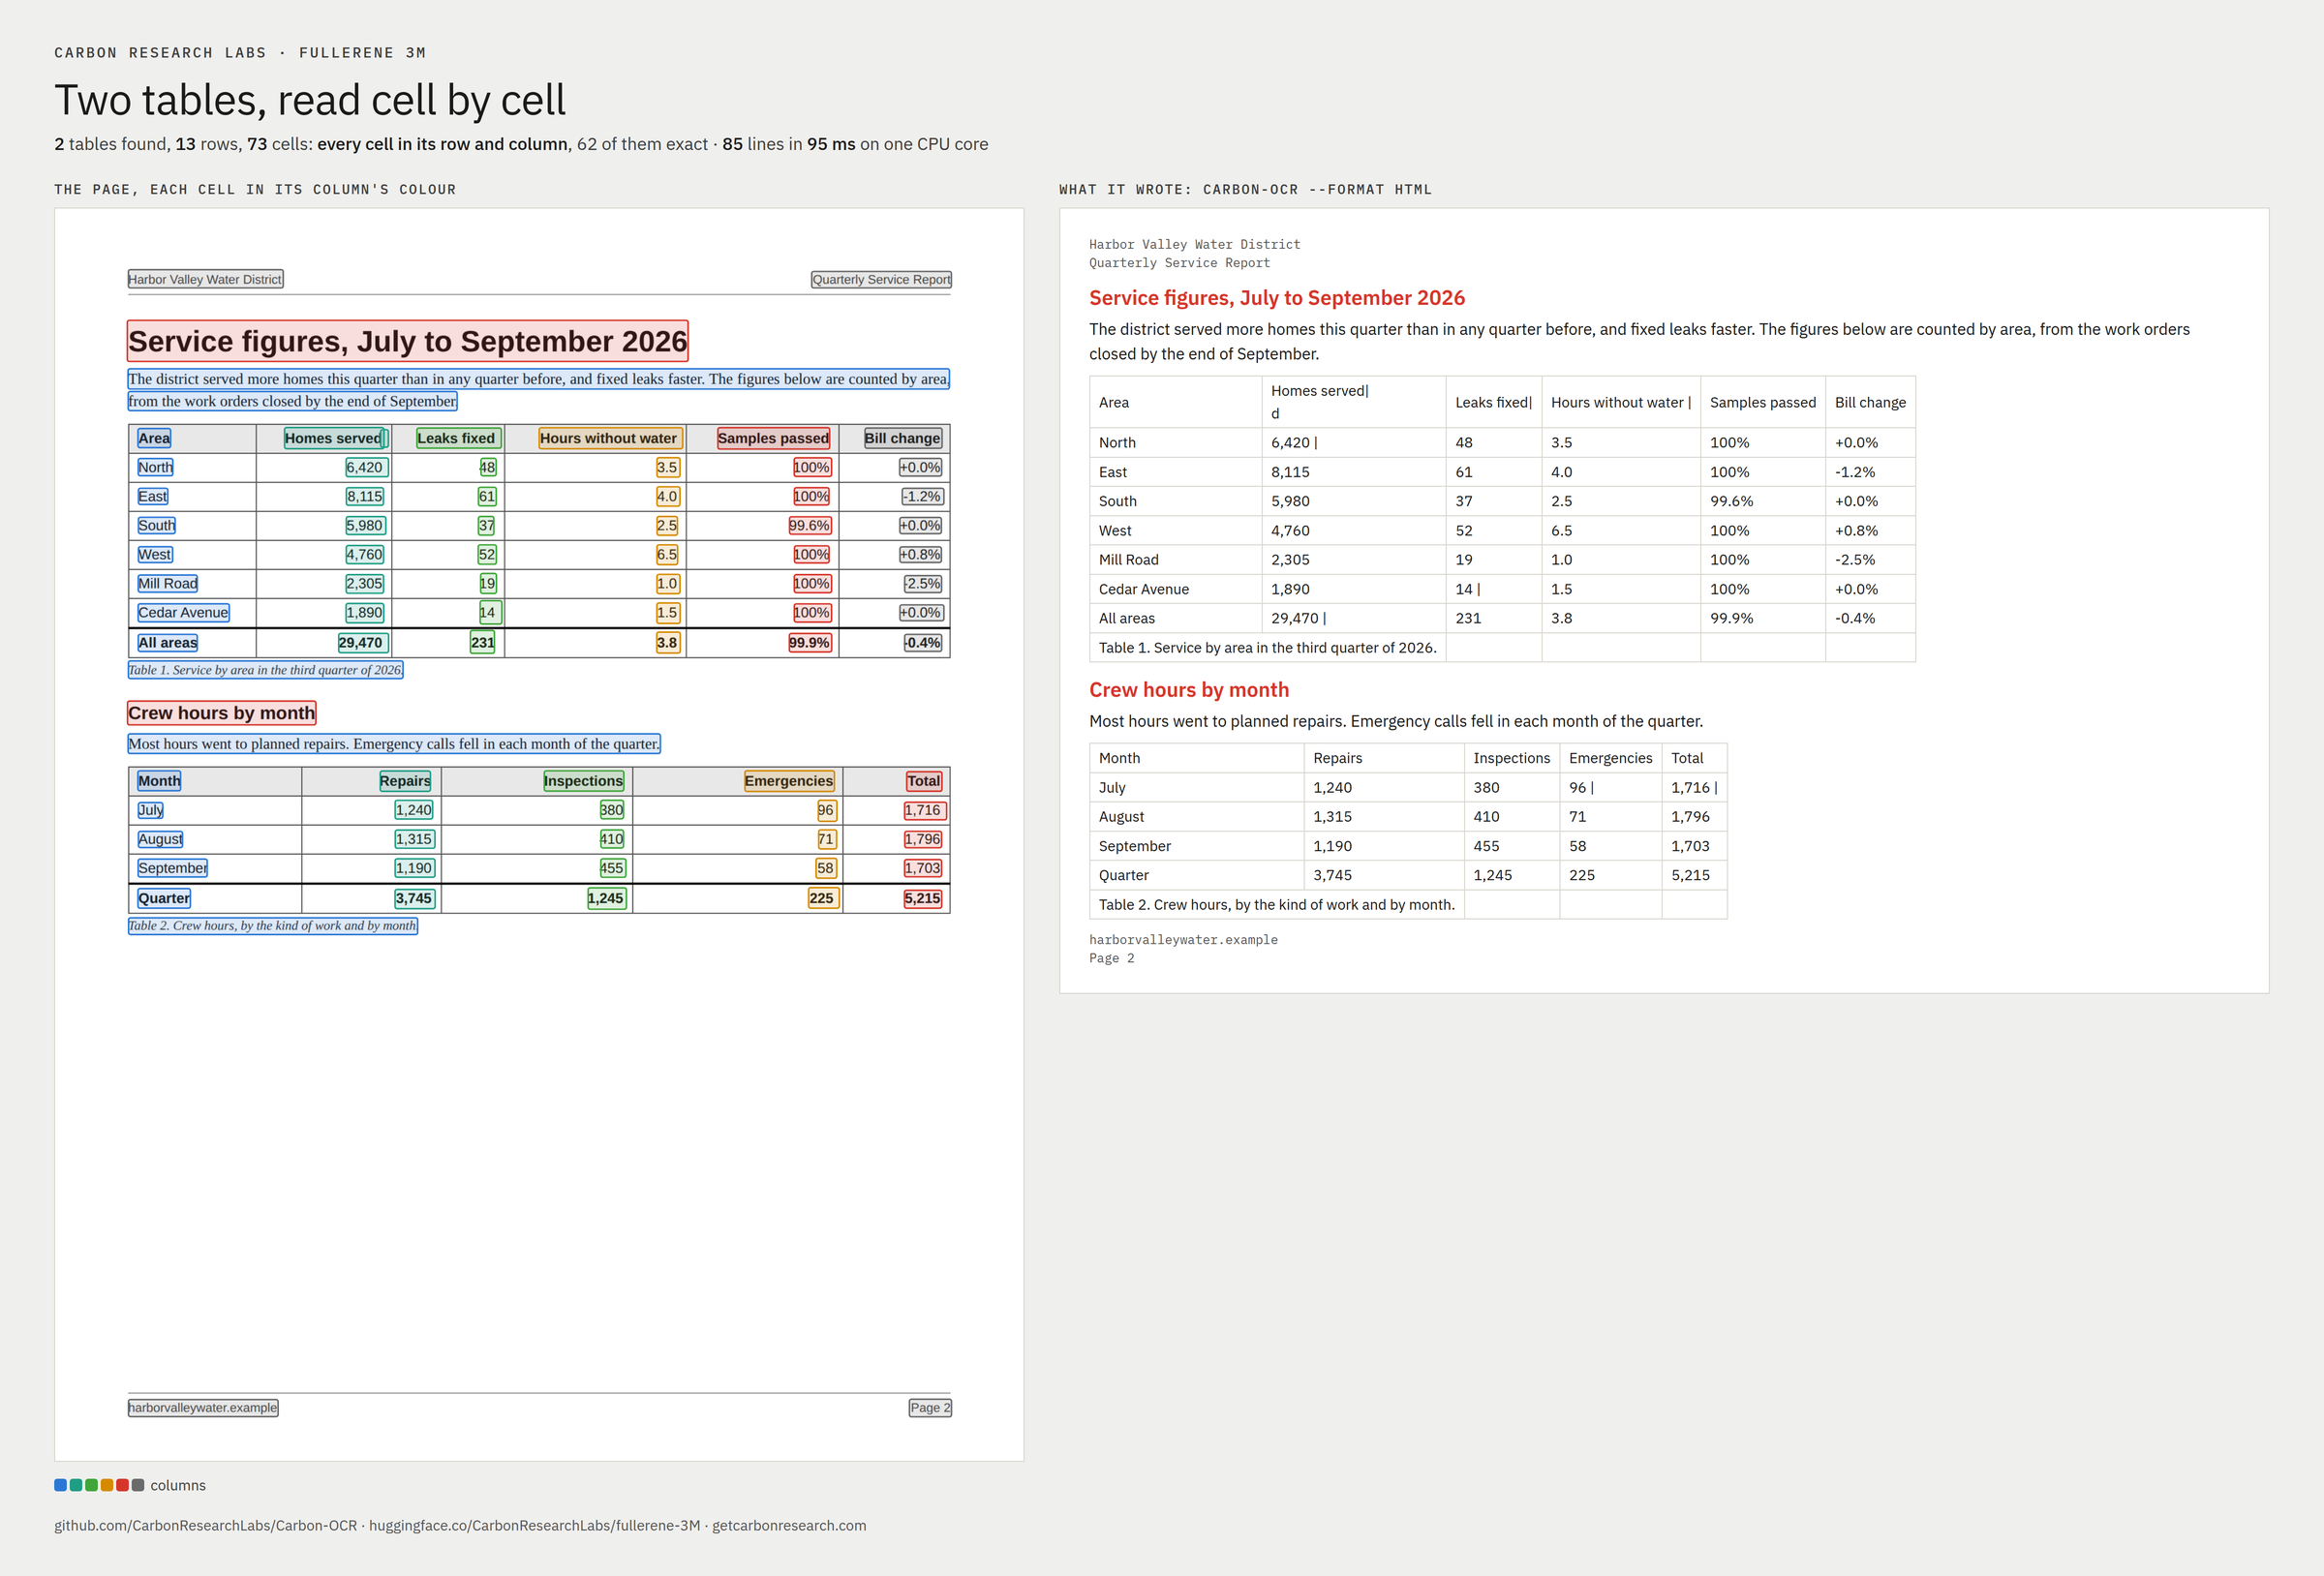 CARBON RESEARCH LABS · FULLERENE 3M
Two tables, read cell by cell
2 tables found, 13 rows, 73 cells: every cell in its row and column, 62 of them exact · 85 lines in 95 ms on one CPU core
THE PAGE, EACH CELL IN ITS COLUMN'S COLOUR
Harbor Valley Water District Quarterly Service Report
Service figures, July to September 2026
The district served more homes this quarter than in any quarter before, and fixed leaks faster. The figures below are counted by area,
from the work orders closed by the end of September.
Area Homes served Leaks fixed Hours without water Samples passed Bill change
North 6,420 48 3.5 100% +0.0%
East 8,115 61 4.0 100% -1.2%
South 5,980 37 2.5 99.6% +0.0%
West 4,760 52 6.5 100% +0.8%
Mill Road 2,305 19 1.0 100% -2.5%
Cedar Avenue 1,890 14 1.5 100% +0.0%
All areas 29,470 231 3.8 99.9% -0.4%
Table 1. Service by area in the third quarter of 2026.
Crew hours by month
Most hours went to planned repairs. Emergency calls fell in each month of the quarter.
Month Repairs Inspections Emergencies Total
July 1,240 380 96 1,716
August 1,315 410 71 1,796
September 1,190 455 58 1,703
Quarter 3,745 1,245 225 5,215
Table 2. Crew hours, by the kind of work and by month.
harborvalleywater.example Page 2
columns
WHAT IT WROTE: CARBON-OCR --FORMAT HTML
Harbor Valley Water District
Quarterly Service Report
Service figures, July to September 2026
The district served more homes this quarter than in any quarter before, and fixed leaks faster. The figures below are counted by area, from the work orders
closed by the end of September.
Area Homes served| Leaks fixed| Hours without water | Samples passed Bill change
d
North 6,420 | 48 3.5 100% +0.0%
East 8,115 61 4.0 100% -1.2%
South 5,980 37 2.5 99.6% +0.0%
West 4,760 52 6.5 100% +0.8%
Mill Road 2,305 19 1.0 100% -2.5%
Cedar Avenue 1,890 14 | 1.5 100% +0.0%
All areas 29,470 | 231 3.8 99.9% -0.4%
Table 1. Service by area in the third quarter of 2026.
Crew hours by month
Most hours went to planned repairs. Emergency calls fell in each month of the quarter.
Month Repairs Inspections Emergencies Total
July 1,240 380 96 | 1,716 |
August 1,315 410 71 1,796
September 1,190 455 58 1,703
Quarter 3,745 1,245 225 5,215
Table 2. Crew hours, by the kind of work and by month.
harborvalleywater.example
Page 2
github.com/CarbonResearchLabs/Carbon-OCR · huggingface.co/CarbonResearchLabs/fullerene-3M · getcarbonresearch.com